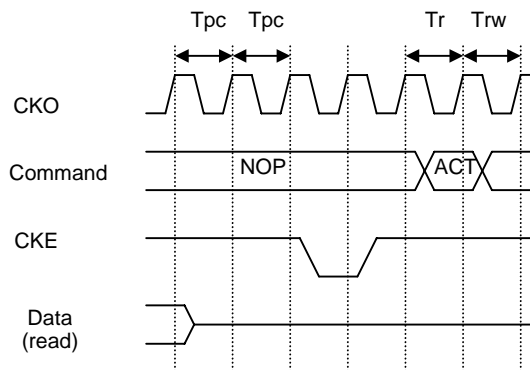 Tpc Tpc Tr Trw
CKO
Command NOP ACT
CKE
Data
(read)